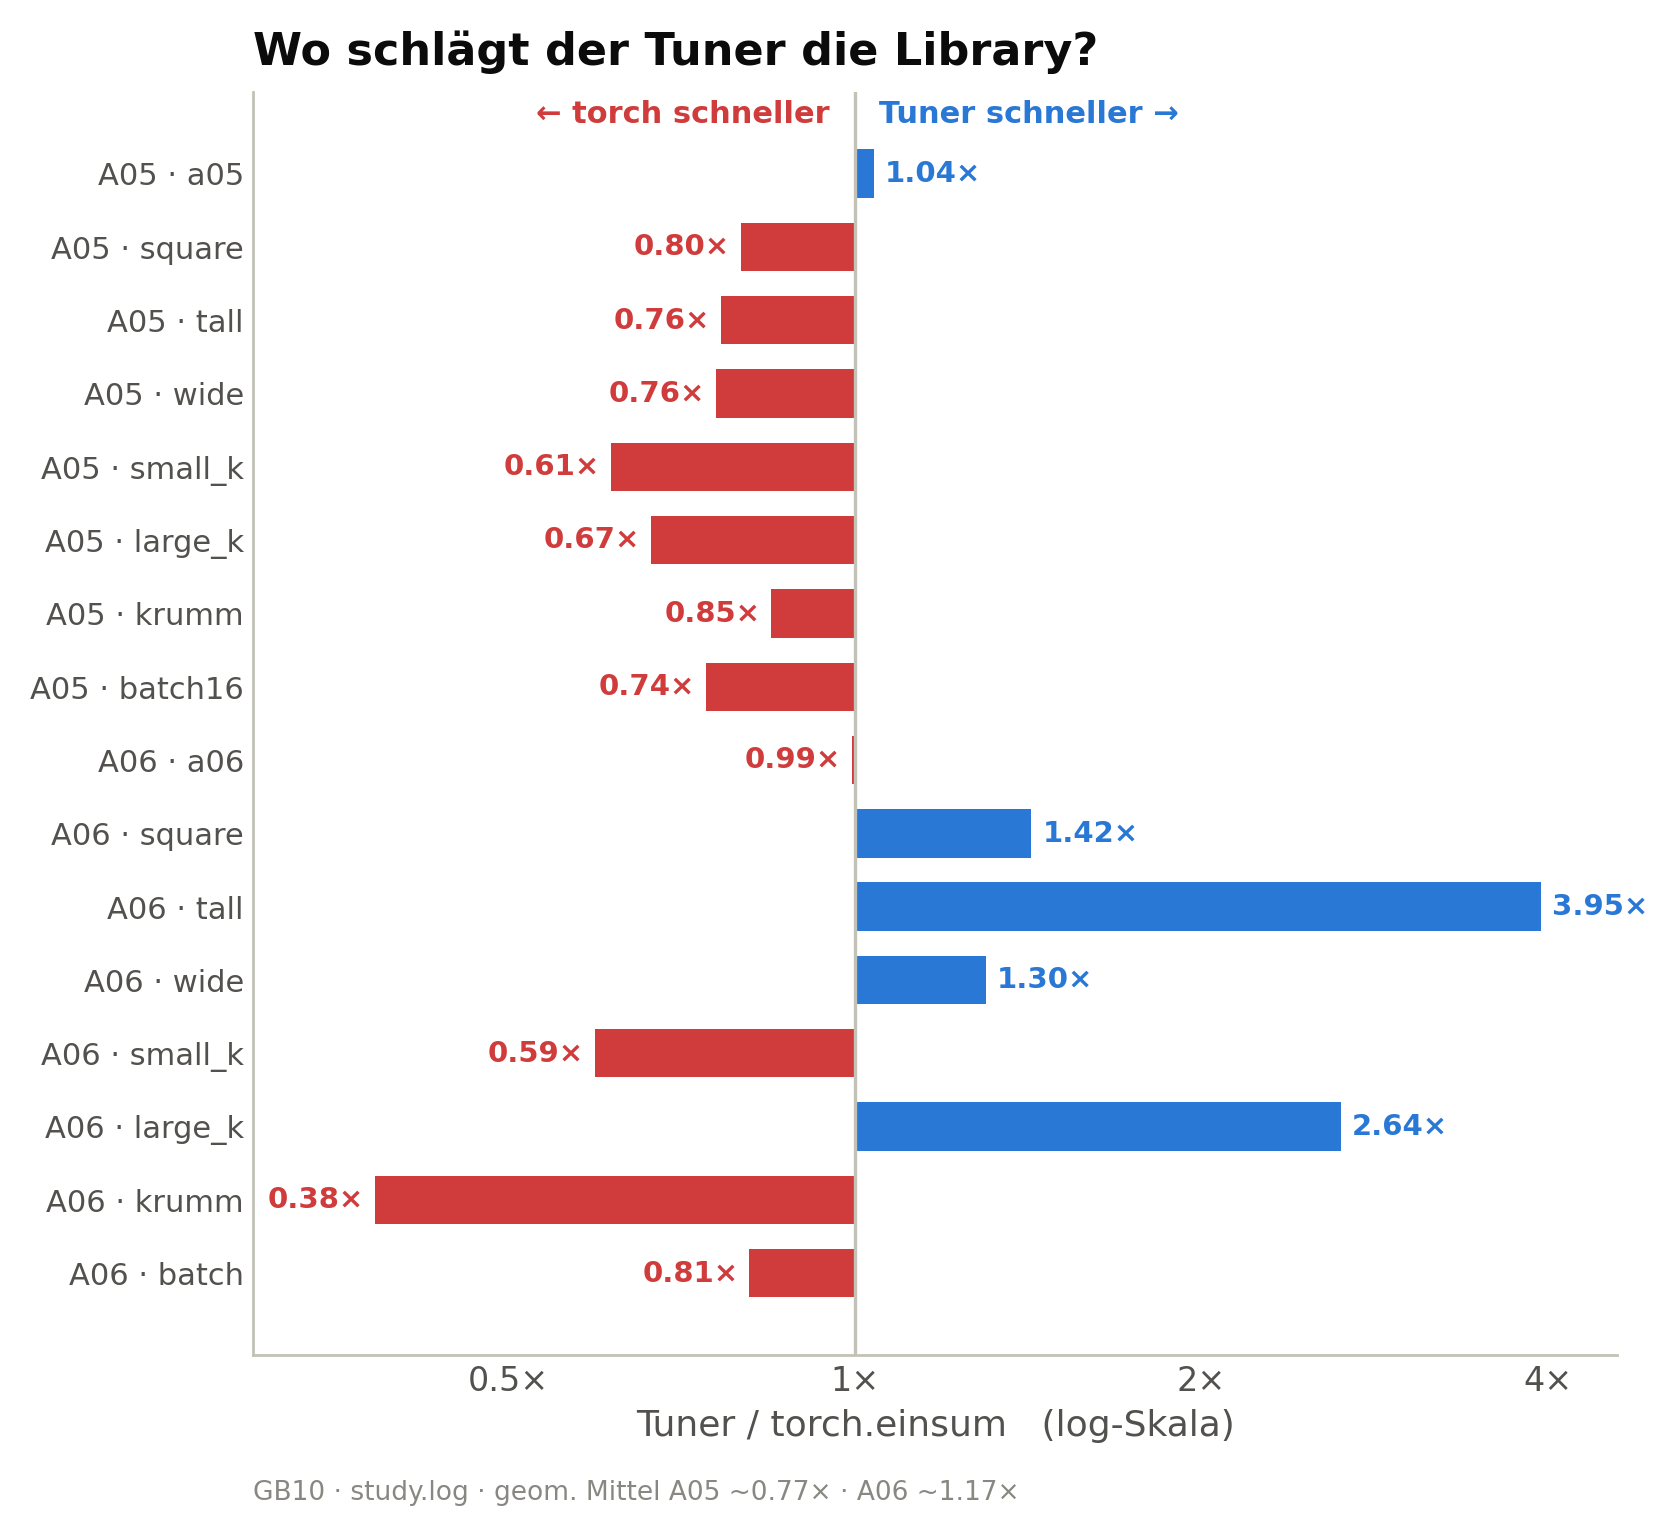 Wo schlägt der Tuner die Library?
← torch schneller Tuner schneller →
A05 · a05 1.04×
A05 · square 0.80×
A05 · tall 0.76×
A05 · wide 0.76×
A05 · small_k 0.61×
A05 · large_k 0.67×
A05 · krumm 0.85×
A05 · batch16 0.74×
A06 · a06 0.99×
A06 · square 1.42×
A06 · tall 3.95×
A06 · wide 1.30×
A06 · small_k 0.59×
A06 · large_k 2.64×
A06 · krumm 0.38×
A06 · batch 0.81×
0.5× 1× 2× 4×
Tuner / torch.einsum (log-Skala)
GB10 · study.log · geom. Mittel A05 ~0.77× · A06 ~1.17×